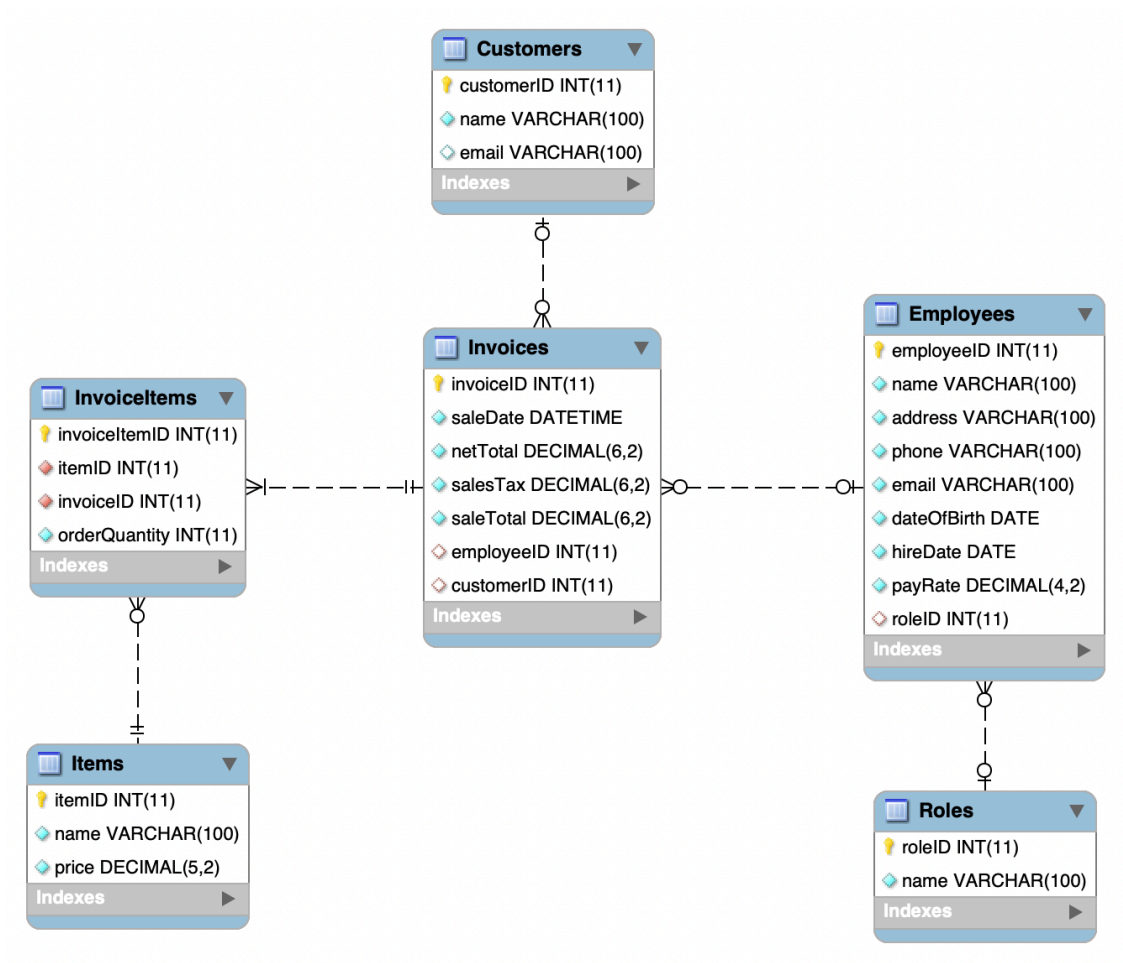 Customers
customerID INT(11)
name VARCHAR(100)
email VARCHAR(100)
Indexes
Invoices
invoiceID INT(11)
saleDate DATETIME
netTotal DECIMAL(6,2)
salesTax DECIMAL(6,2)
saleTotal DECIMAL(6,2)
employeeID INT(11)
customerID INT(11)
Indexes
Employees
employeeID INT(11)
name VARCHAR(100)
address VARCHAR(100)
phone VARCHAR(100)
email VARCHAR(100)
dateOfBirth DATE
hireDate DATE
payRate DECIMAL(4,2)
roleID INT(11)
Indexes
InvoiceItems
invoiceItemID INT(11)
itemID INT(11)
invoiceID INT(11)
orderQuantity INT(11)
Indexes
Items
itemID INT(11)
name VARCHAR(100)
price DECIMAL(5,2)
Indexes
Roles
roleID INT(11)
name VARCHAR(100)
Indexes